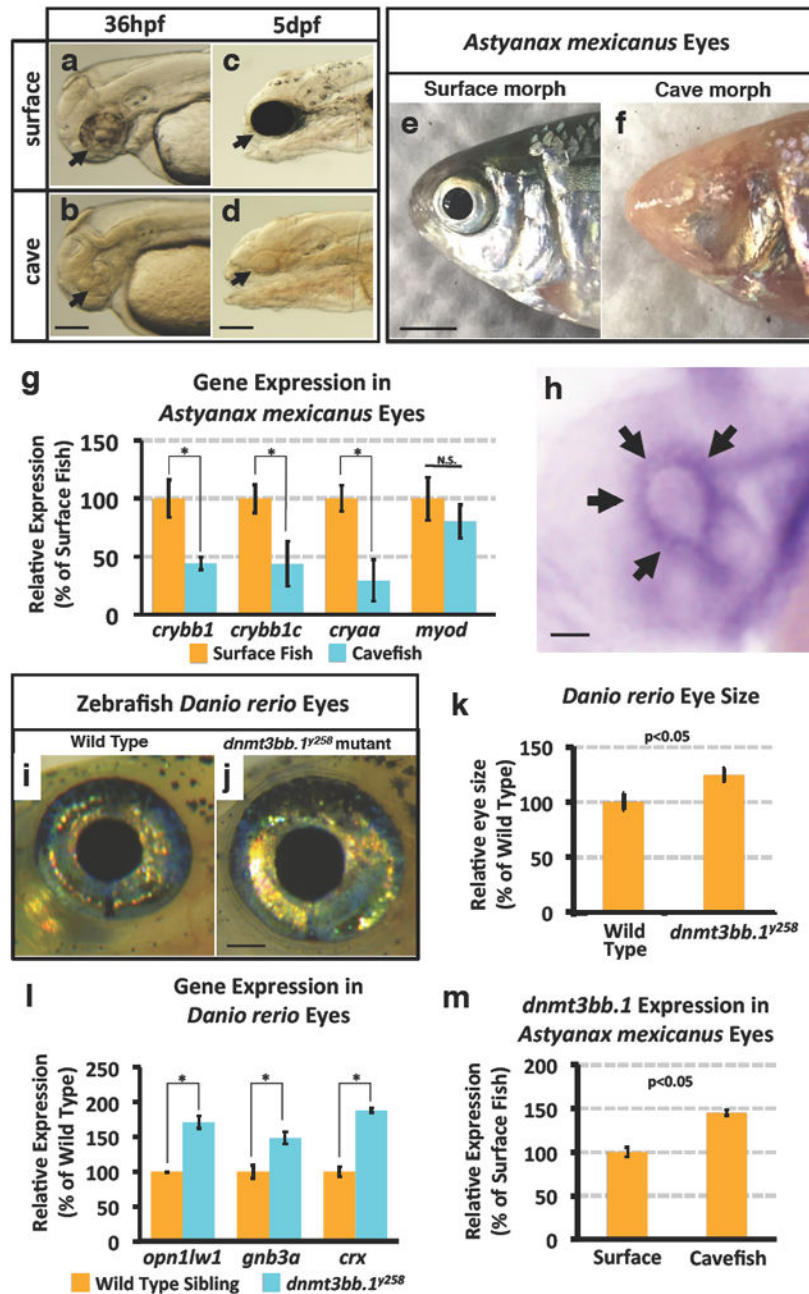 36hpf
5dpf
surface
cave
a
c
b
d
Astyanax mexicanus Eyes
Surface morph
Cave morph
e
f
g
Gene Expression in
Astyanax mexicanus Eyes
Relative Expression
(% of Surface Fish)
150
100
50
0
*
*
*
N.S.
crybb1
crybb1c
cryaa
myod
Surface Fish
Cavefish
h
Zebrafish Danio rerio Eyes
Wild Type
dnmt3bb.1y258 mutant
i
j
k
Danio rerio Eye Size
p<0.05
Relative eye size
(% of Wild Type)
150
100
50
0
Wild
Type
dnmt3bb.1y258
l
Gene Expression in
Danio rerio Eyes
Relative Expression
(% of Wild Type)
250
200
150
100
50
0
*
*
*
opn1lw1
gnb3a
crx
Wild Type Sibling
dnmt3bb.1y258
m
dnmt3bb.1 Expression in
Astyanax mexicanus Eyes
Relative Expression
(% of Surface Fish)
200
150
100
50
0
p<0.05
Surface
Cavefish